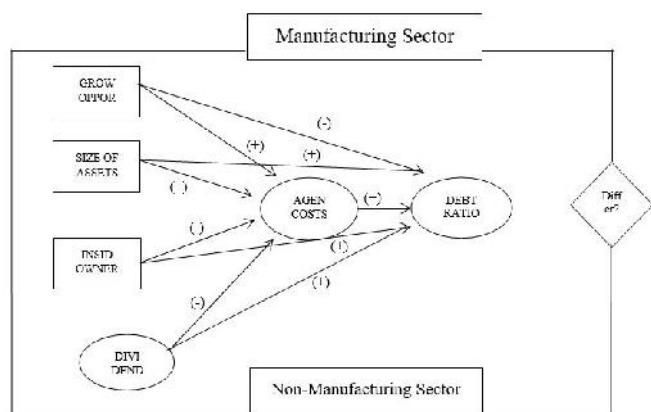 Manufacturing Sector
GROW
OPPOR
(-)
(+)
SIZE OF
ASSETS
(+)
(-)
AGEN
COSTS
(-)
DEBT
RATIO
Diff
er?
INSID
OWNER
(-)
(+)
(+)
(-)
DIVI
DEND
Non-Manufacturing Sector